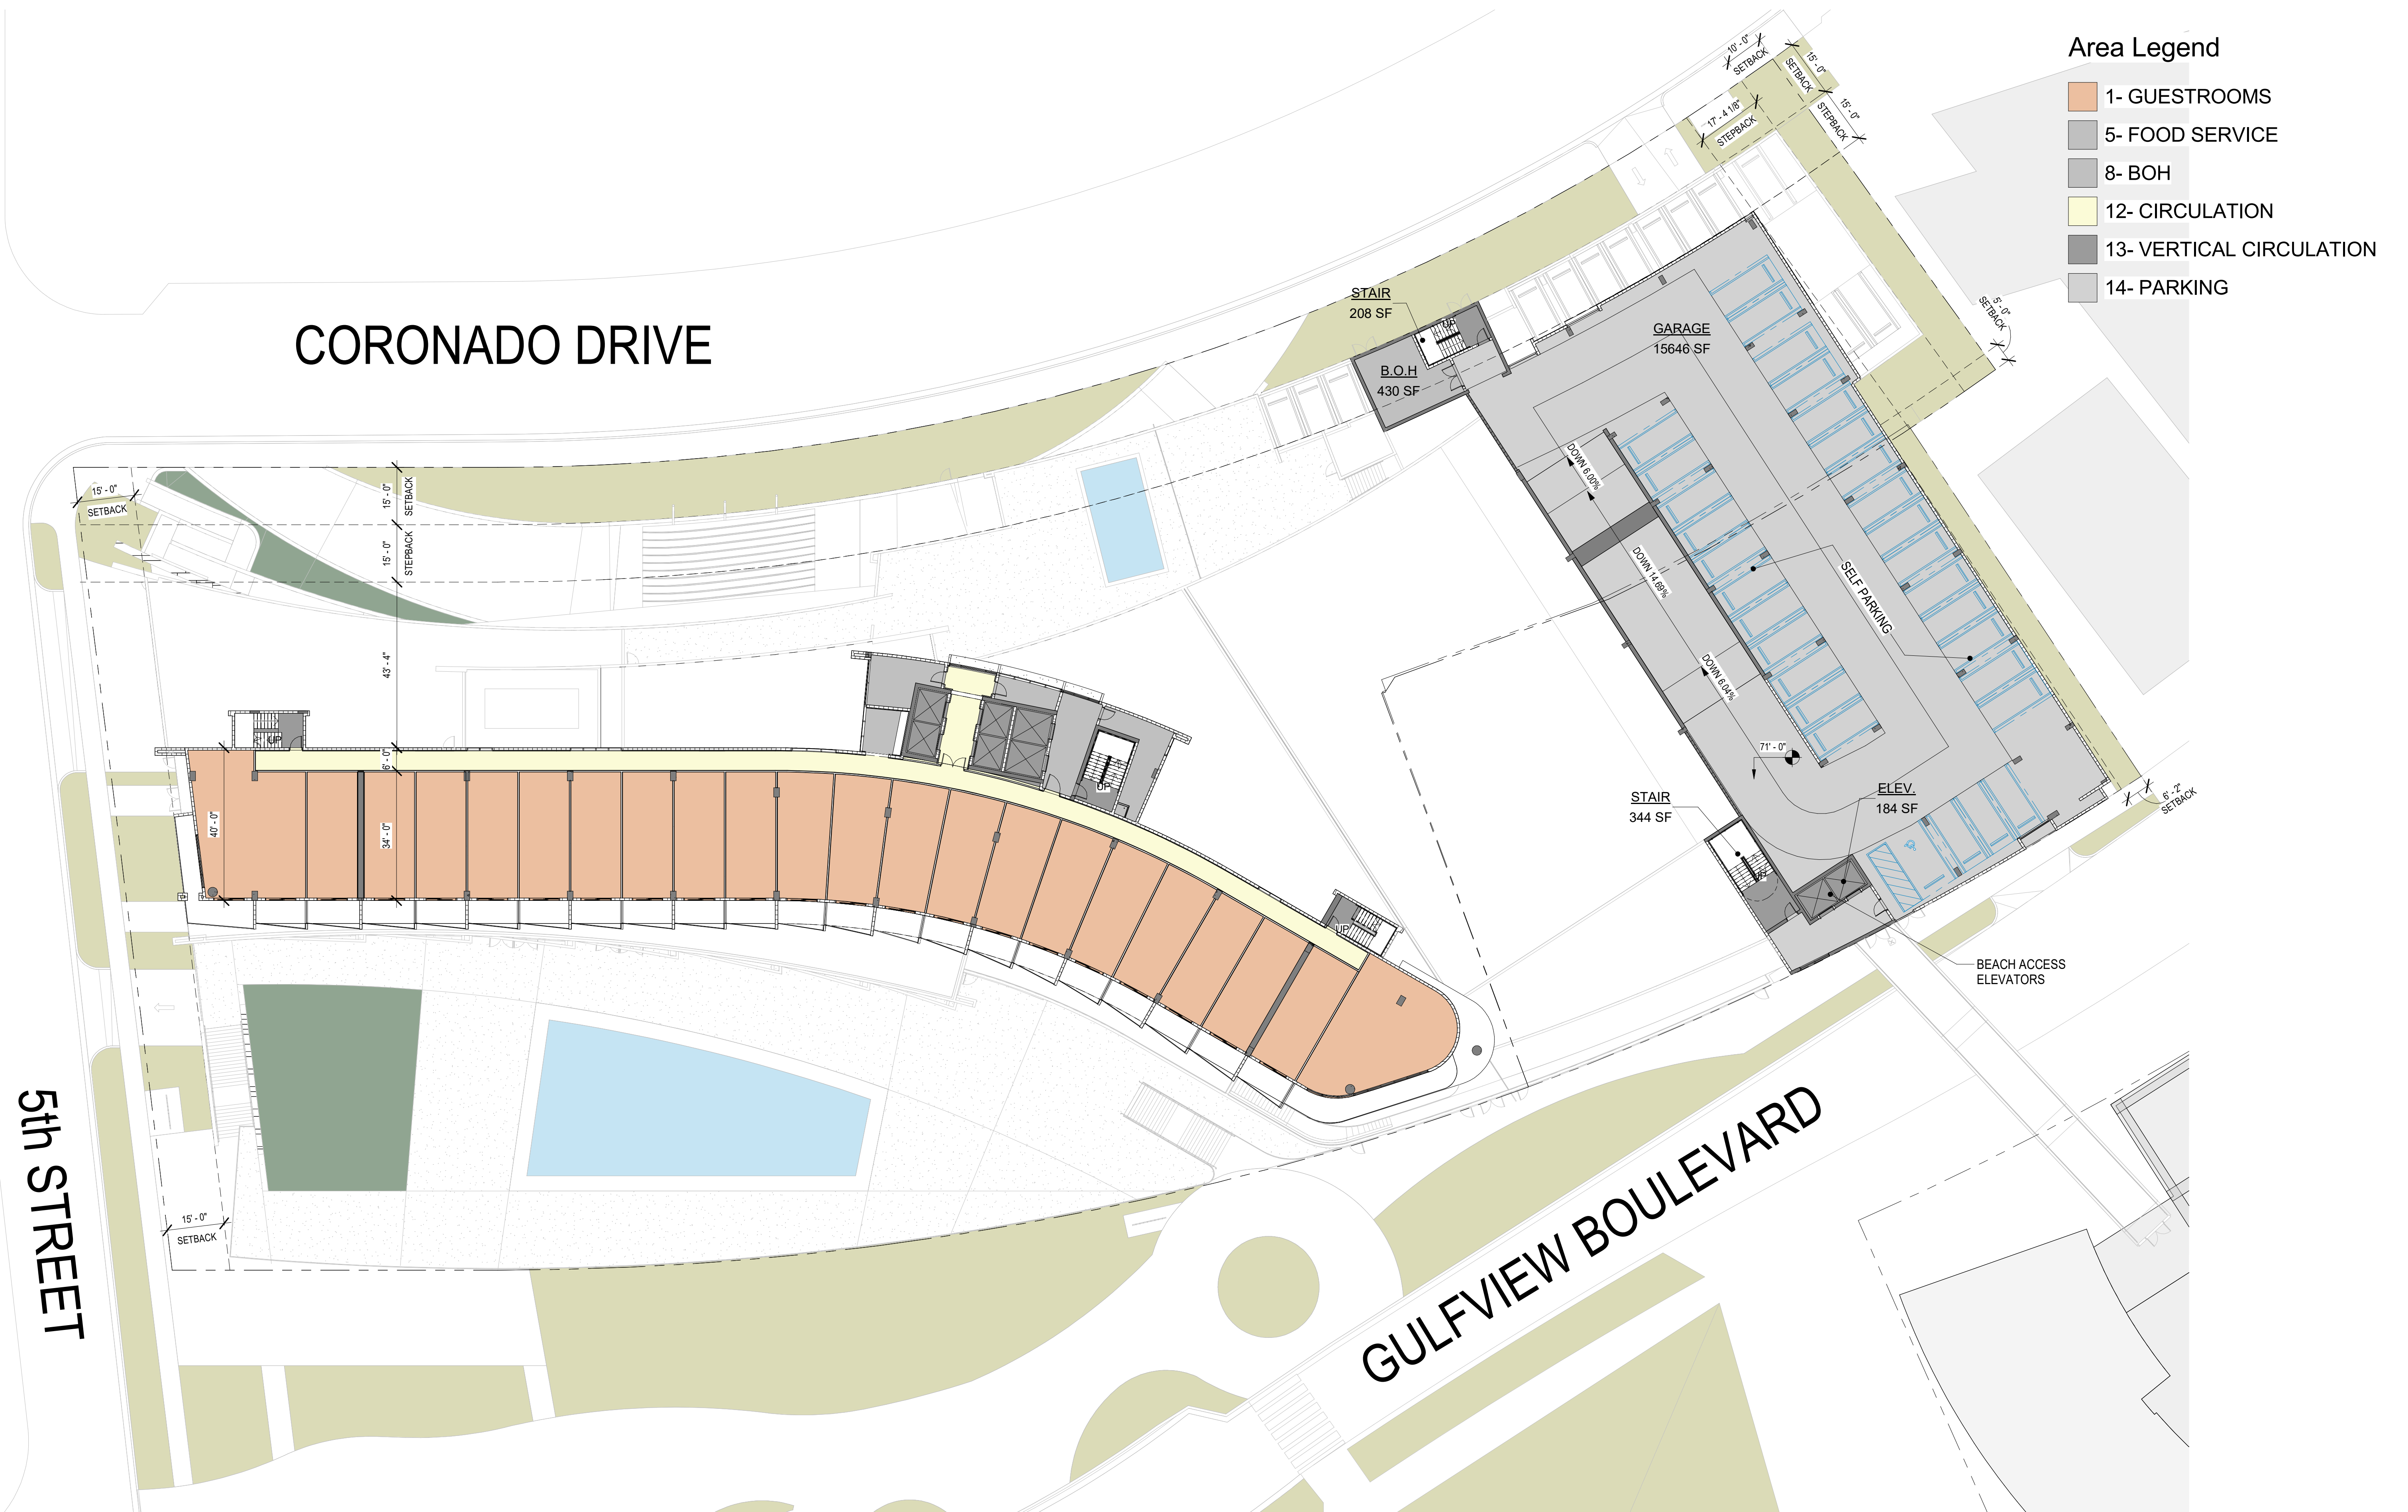 Area Legend
1- GUESTROOMS
5- FOOD SERVICE
8- BOH
12- CIRCULATION
13- VERTICAL CIRCULATION
14- PARKING
10' - 0"
SETBACK
15' - 0"
SETBACK
15' - 0"
STEPBACK
17' - 4 1/8"
STEPBACK
5' - 0"
SETBACK
STAIR
208 SF
UP
B.O.H
430 SF
GARAGE
15646 SF
CORONADO DRIVE
DOWN 6.00%
DOWN 14.69%
DOWN 6.04%
SELF PARKING
15' - 0"
SETBACK
15' - 0"
SETBACK
15' - 0"
STEPBACK
43' - 4"
6' - 0"
34' - 0"
40' - 0"
UP
UP
UP
71' - 0"
STAIR
344 SF
UP
ELEV.
184 SF
6' - 2"
SETBACK
BEACH ACCESS
ELEVATORS
5th STREET
15' - 0"
SETBACK
GULFVIEW BOULEVARD